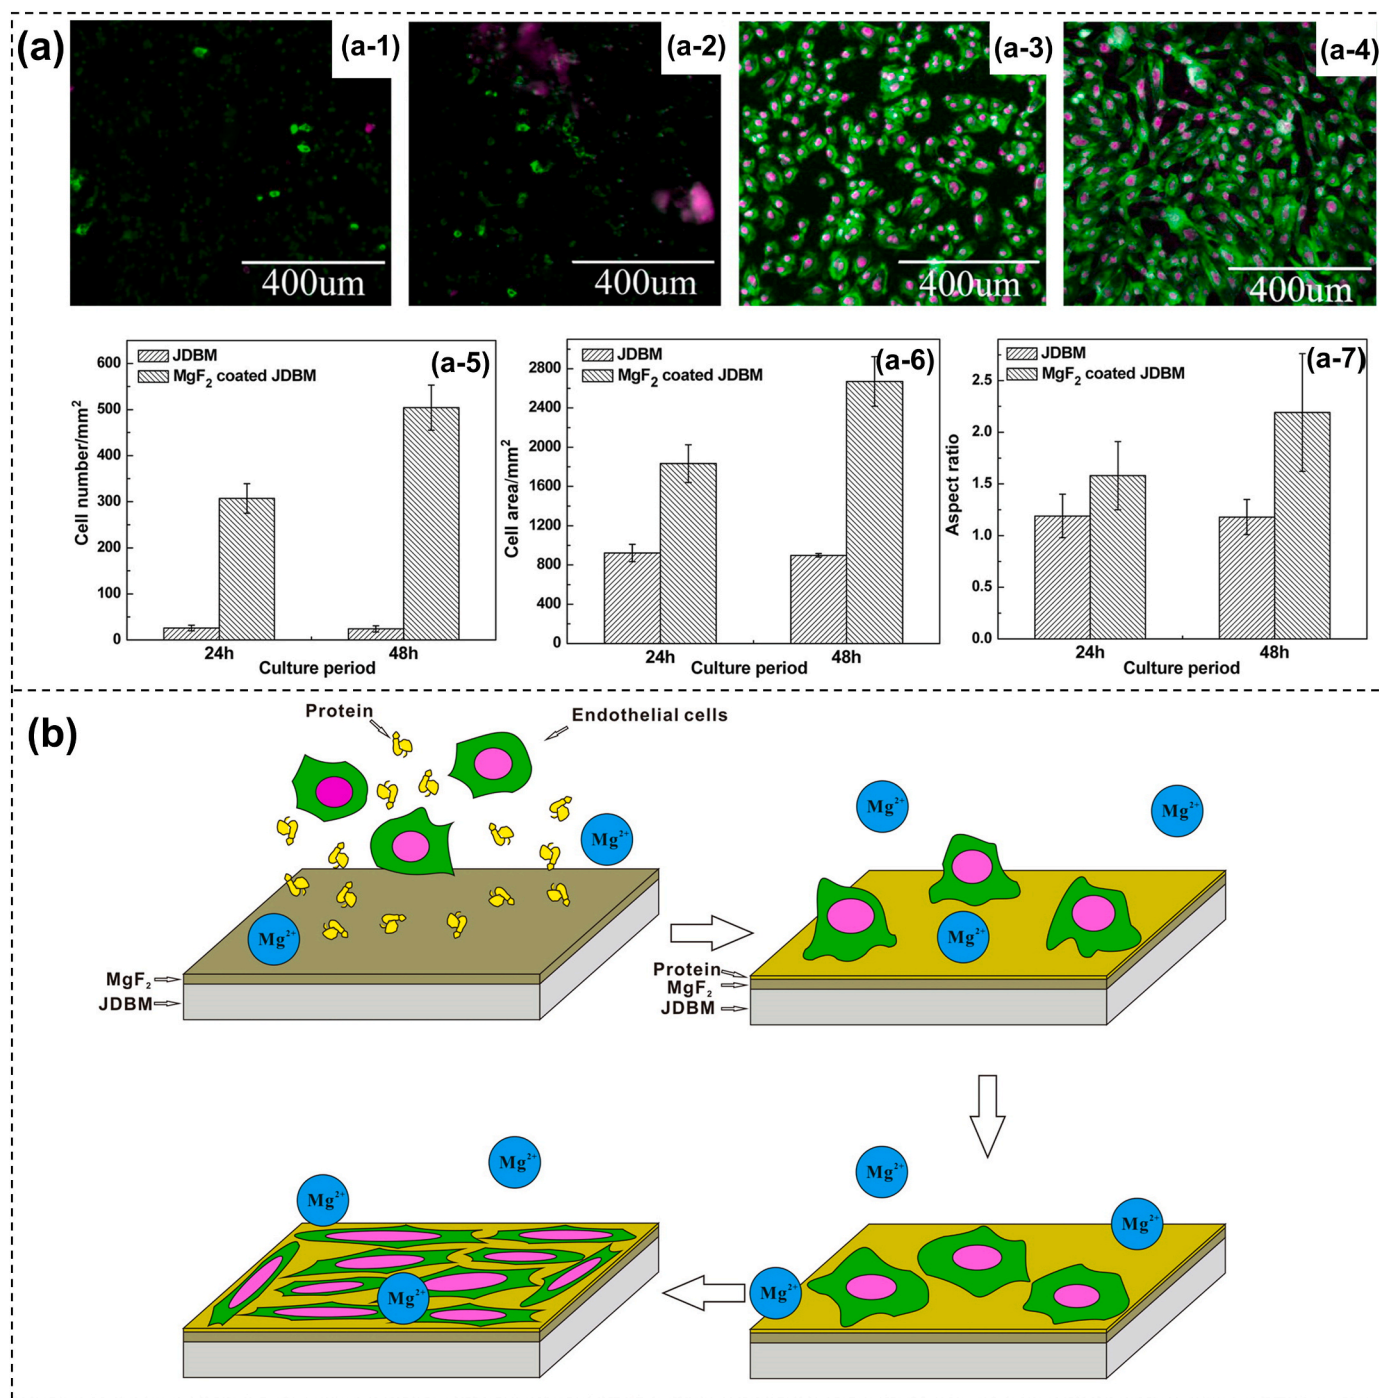 (a)
(a-1)
(a-2)
(a-3)
(a-4)
400um
400um
400um
400um
(a-5)
JDBM
MgF2 coated JDBM
Cell number/mm2
600
500
400
300
200
100
0
24h
48h
Culture period
(a-6)
JDBM
MgF2 coated JDBM
Cell area/mm2
2800
2400
2000
1600
1200
800
400
0
24h
48h
Culture period
(a-7)
JDBM
MgF2 coated JDBM
Aspect ratio
2.5
2.0
1.5
1.0
0.5
0.0
24h
48h
Culture period
(b)
Protein
Endothelial cells
Mg2+
Mg2+
MgF2
JDBM
Mg2+
Mg2+
Mg2+
Protein
MgF2
JDBM
Mg2+
Mg2+
Mg2+
Mg2+
Mg2+
Mg2+